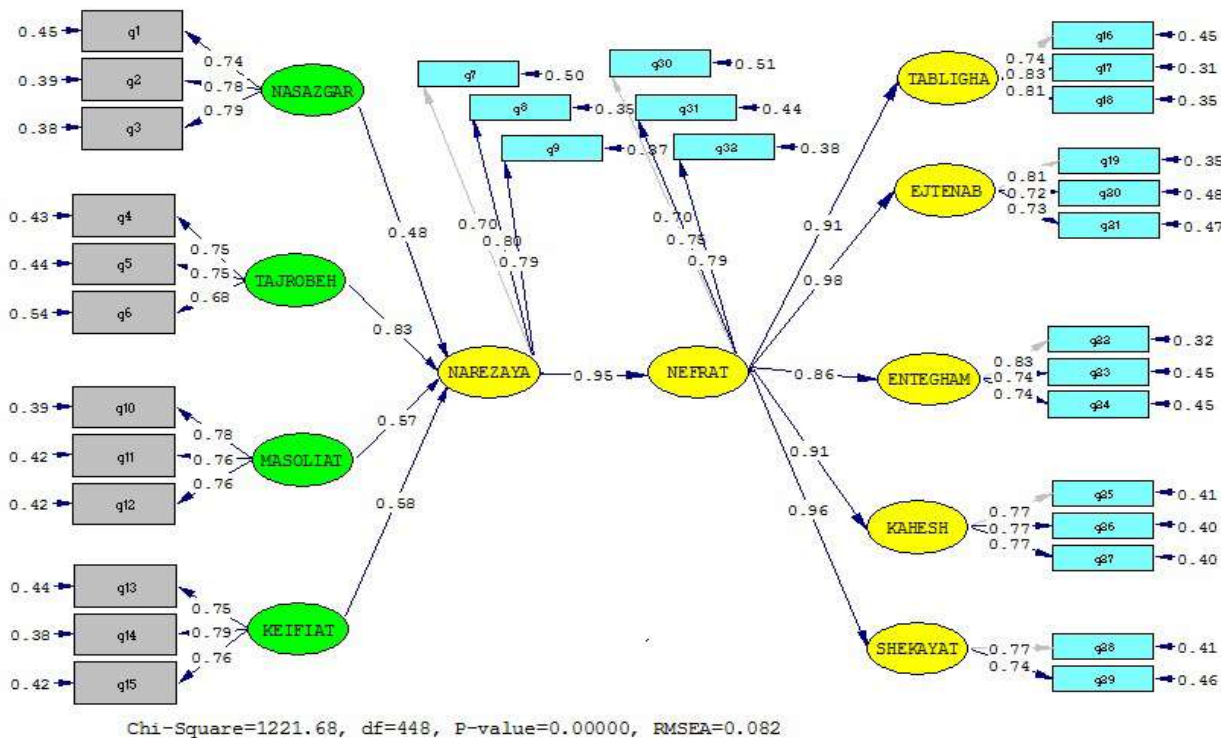 0.45 q1 0.74
0.39 q2 0.78
0.38 q3 0.79
NASAZGAR
0.43 q4 0.75
0.44 q5 0.75
0.54 q6 0.68
TAJROBEH
0.39 q10 0.78
0.42 q11 0.76
0.42 q12 0.76
MASOLIAT
0.44 q13 0.75
0.38 q14 0.79
0.42 q15 0.76
KEIFIAT
0.48
0.83
0.57
0.58
q7 0.50
q8 0.35
q9 0.37
0.70
0.80
0.79
NAREZAYA
0.95
q30 0.51
q31 0.44
q32 0.38
0.70
0.75
0.79
NEFRAT
0.91
0.98
0.86
0.91
0.96
TABLIGHA
0.74 q16 0.45
0.83 q17 0.31
0.81 q18 0.35
EJTENAB
0.81 q19 0.35
0.72 q20 0.48
0.73 q21 0.47
ENTEGHAM
0.83 q22 0.32
0.74 q23 0.45
0.74 q24 0.45
KAHESH
0.77 q25 0.41
0.77 q26 0.40
0.77 q27 0.40
SHEKAYAT
0.77 q28 0.41
0.74 q29 0.46
Chi-Square=1221.68, df=448, P-value=0.00000, RMSEA=0.082